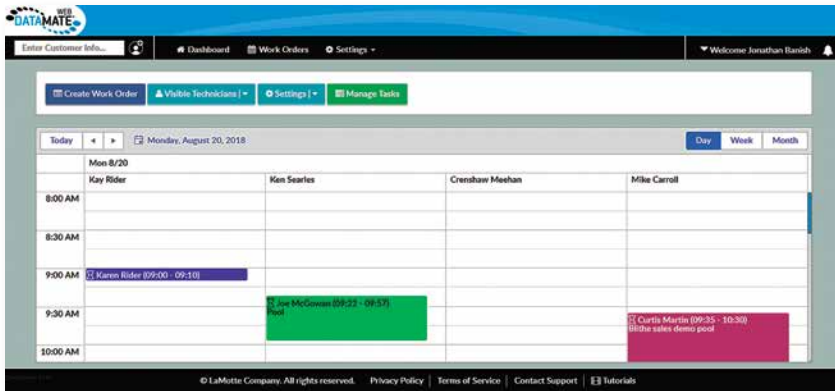 WEB
DATAMATE
Enter Customer Info...
Dashboard
Work Orders
Settings
Welcome Jonathan Banish
Create Work Order
Visible Technicians |
Settings |
Manage Tasks
Today
Monday, August 20, 2018
Day
Week
Month
Mon 8/20
Kay Rider
Ken Searles
Crenshaw Meehan
Mike Carroll
8:00 AM
8:30 AM
9:00 AM
Karen Rider (09:00 - 09:10)
Joe McGowan (09:22 - 09:57)
Pool
9:30 AM
Curtis Martin (09:35 - 10:30)
Blithe sales demo pool
10:00 AM
© LaMotte Company. All rights reserved. Privacy Policy | Terms of Service | Contact Support | Tutorials